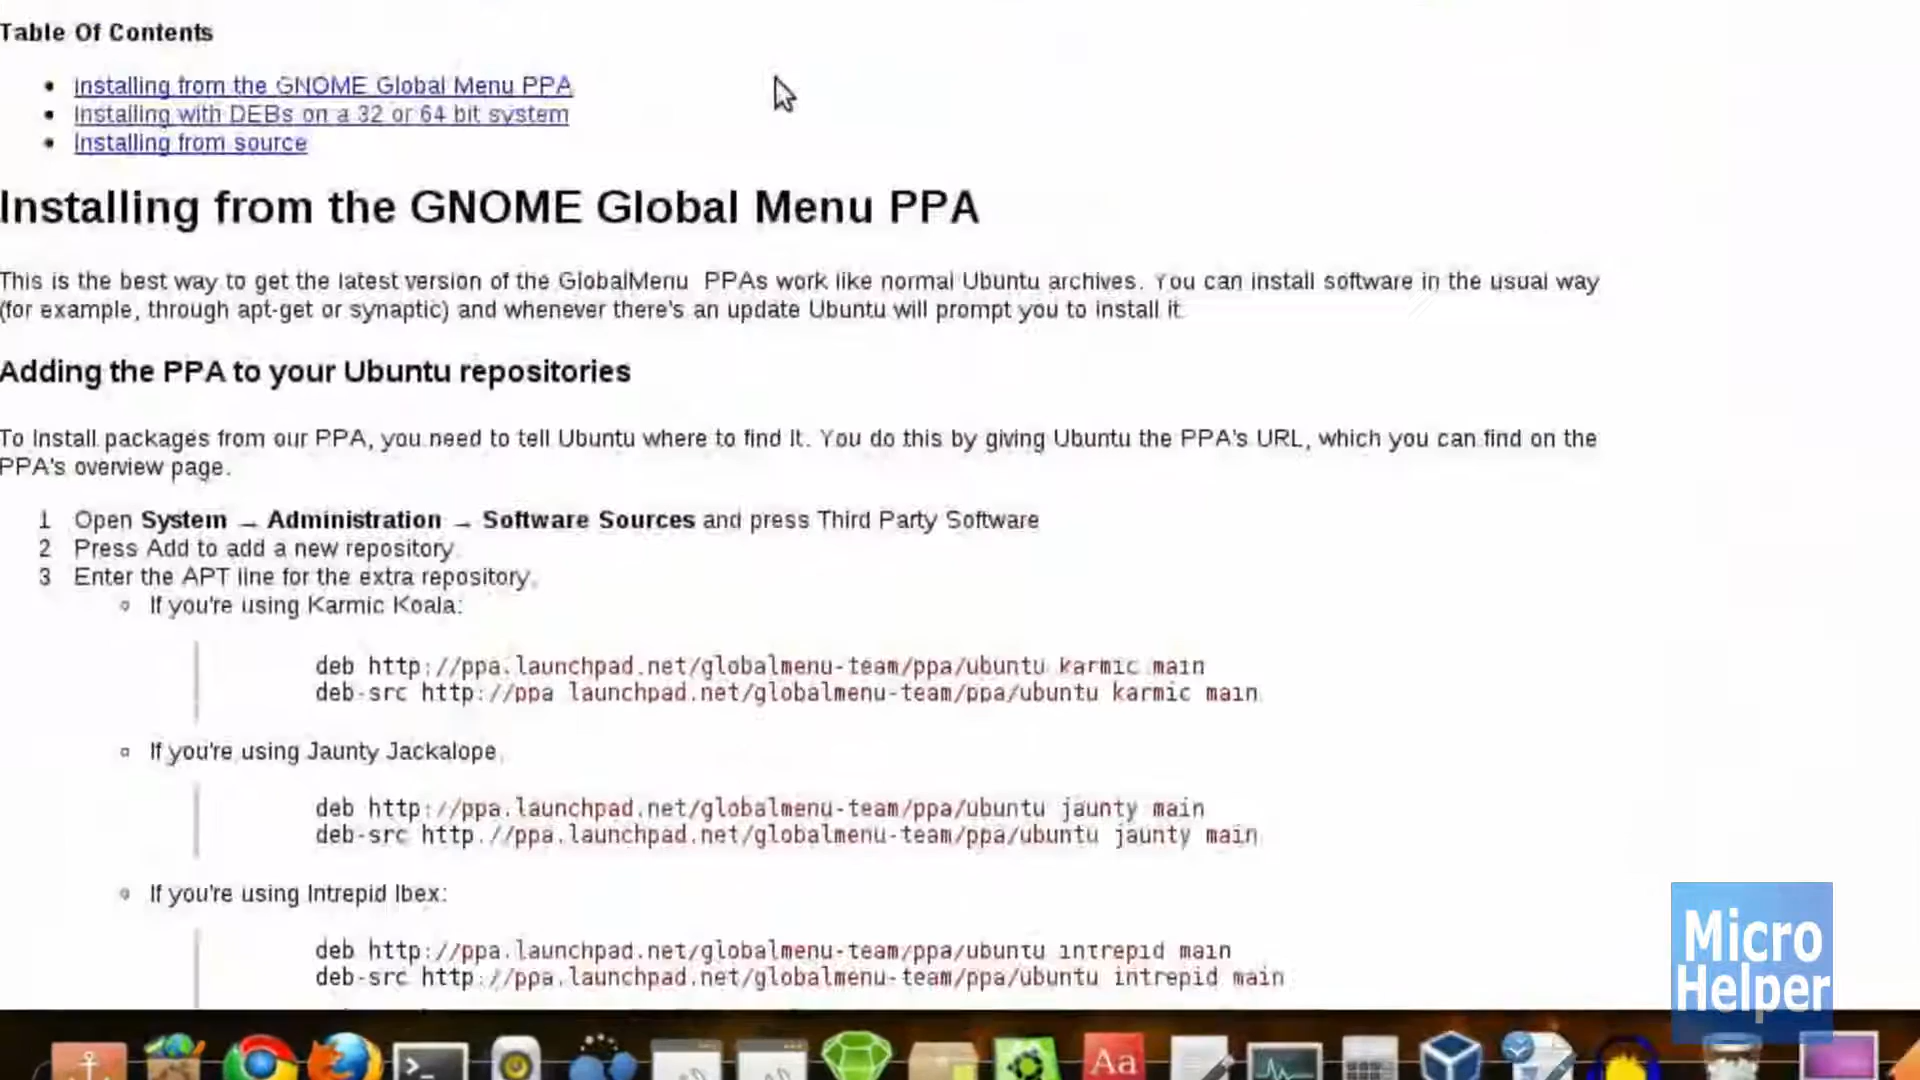 Table Of Contents
Installing from the GNOME Global Menu PPA
Installing with DEBs on a 32 or 64 bit system
Installing from source
Installing from the GNOME Global Menu PPA
This is the best way to get the latest version of the GlobalMenu PPAs work like normal Ubuntu archives. You can install software in the usual way
(for example, through apt-get or synaptic) and whenever there's an update Ubuntu will prompt you to install it
Adding the PPA to your Ubuntu repositories
To install packages from our PPA, you need to tell Ubuntu where to find it. You do this by giving Ubuntu the PPA's URL, which you can find on the
PPA's overview page.
1 Open System → Administration → Software Sources and press Third Party Software
2 Press Add to add a new repository
3 Enter the APT line for the extra repository.
If you're using Karmic Koala:
deb http://ppa.launchpad.net/globalmenu-team/ppa/ubuntu karmic main
deb-src http://ppa launchpad.net/globalmenu-team/ppa/ubuntu karmic main
If you're using Jaunty Jackalope
deb http://ppa.launchpad.net/globalmenu-team/ppa/ubuntu jaunty main
deb-src http.//ppa.launchpad.net/globalmenu-team/ppa/ubuntu jaunty main
If you're using Intrepid Ibex:
deb http://ppa.launchpad.net/globalmenu-team/ppa/ubuntu intrepid main
deb-src http://ppa.launchpad.net/globalmenu-team/ppa/ubuntu intrepid main
Micro
Helper
>_
Aa